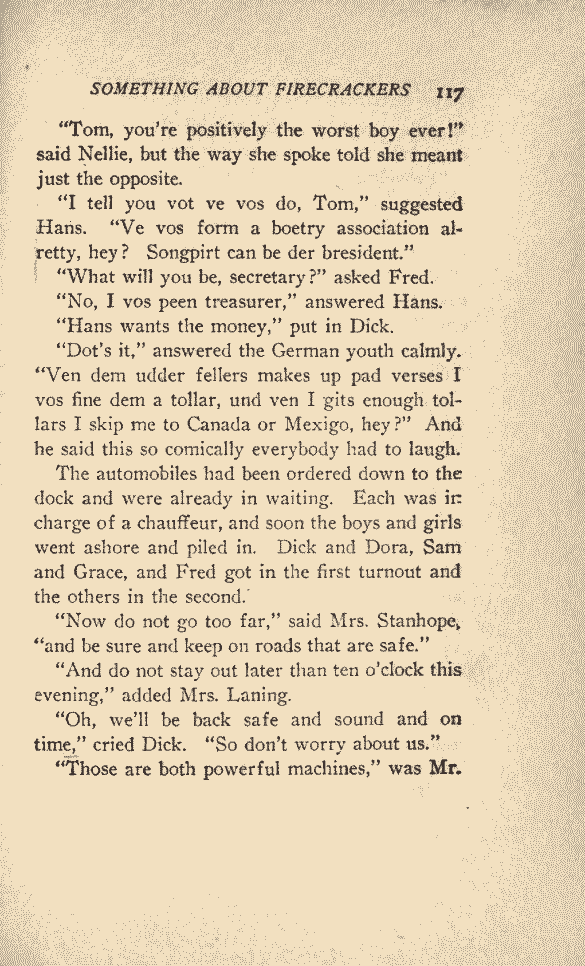 SOMETHING ABOUT FIRECRACKERS 117
"Tom, you're positively the worst boy ever!"
said Nellie, but the way she spoke told she meant
just the opposite.
"I tell you vot ve vos do, Tom," suggested
Hans. "Ve vos form a boetry association al-
retty, hey? Songpirt can be der bresident."
"What will you be, secretary?" asked Fred.
"No, I vos peen treasurer," answered Hans.
"Hans wants the money," put in Dick.
"Dot's it," answered the German youth calmly.
"Ven dem udder fellers makes up pad verses I
vos fine dem a tollar, und ven I gits enough tol-
lars I skip me to Canada or Mexigo, hey?" And
he said this so comically everybody had to laugh.
The automobiles had been ordered down to the
dock and were already in waiting. Each was in
charge of a chauffeur, and soon the boys and girls
went ashore and piled in. Dick and Dora, Sam
and Grace, and Fred got in the first turnout and
the others in the second.
"Now do not go too far," said Mrs. Stanhope,
"and be sure and keep on roads that are safe."
"And do not stay out later than ten o'clock this
evening," added Mrs. Laning.
"Oh, we'll be back safe and sound and on
time," cried Dick. "So don't worry about us."
"Those are both powerful machines," was Mr.